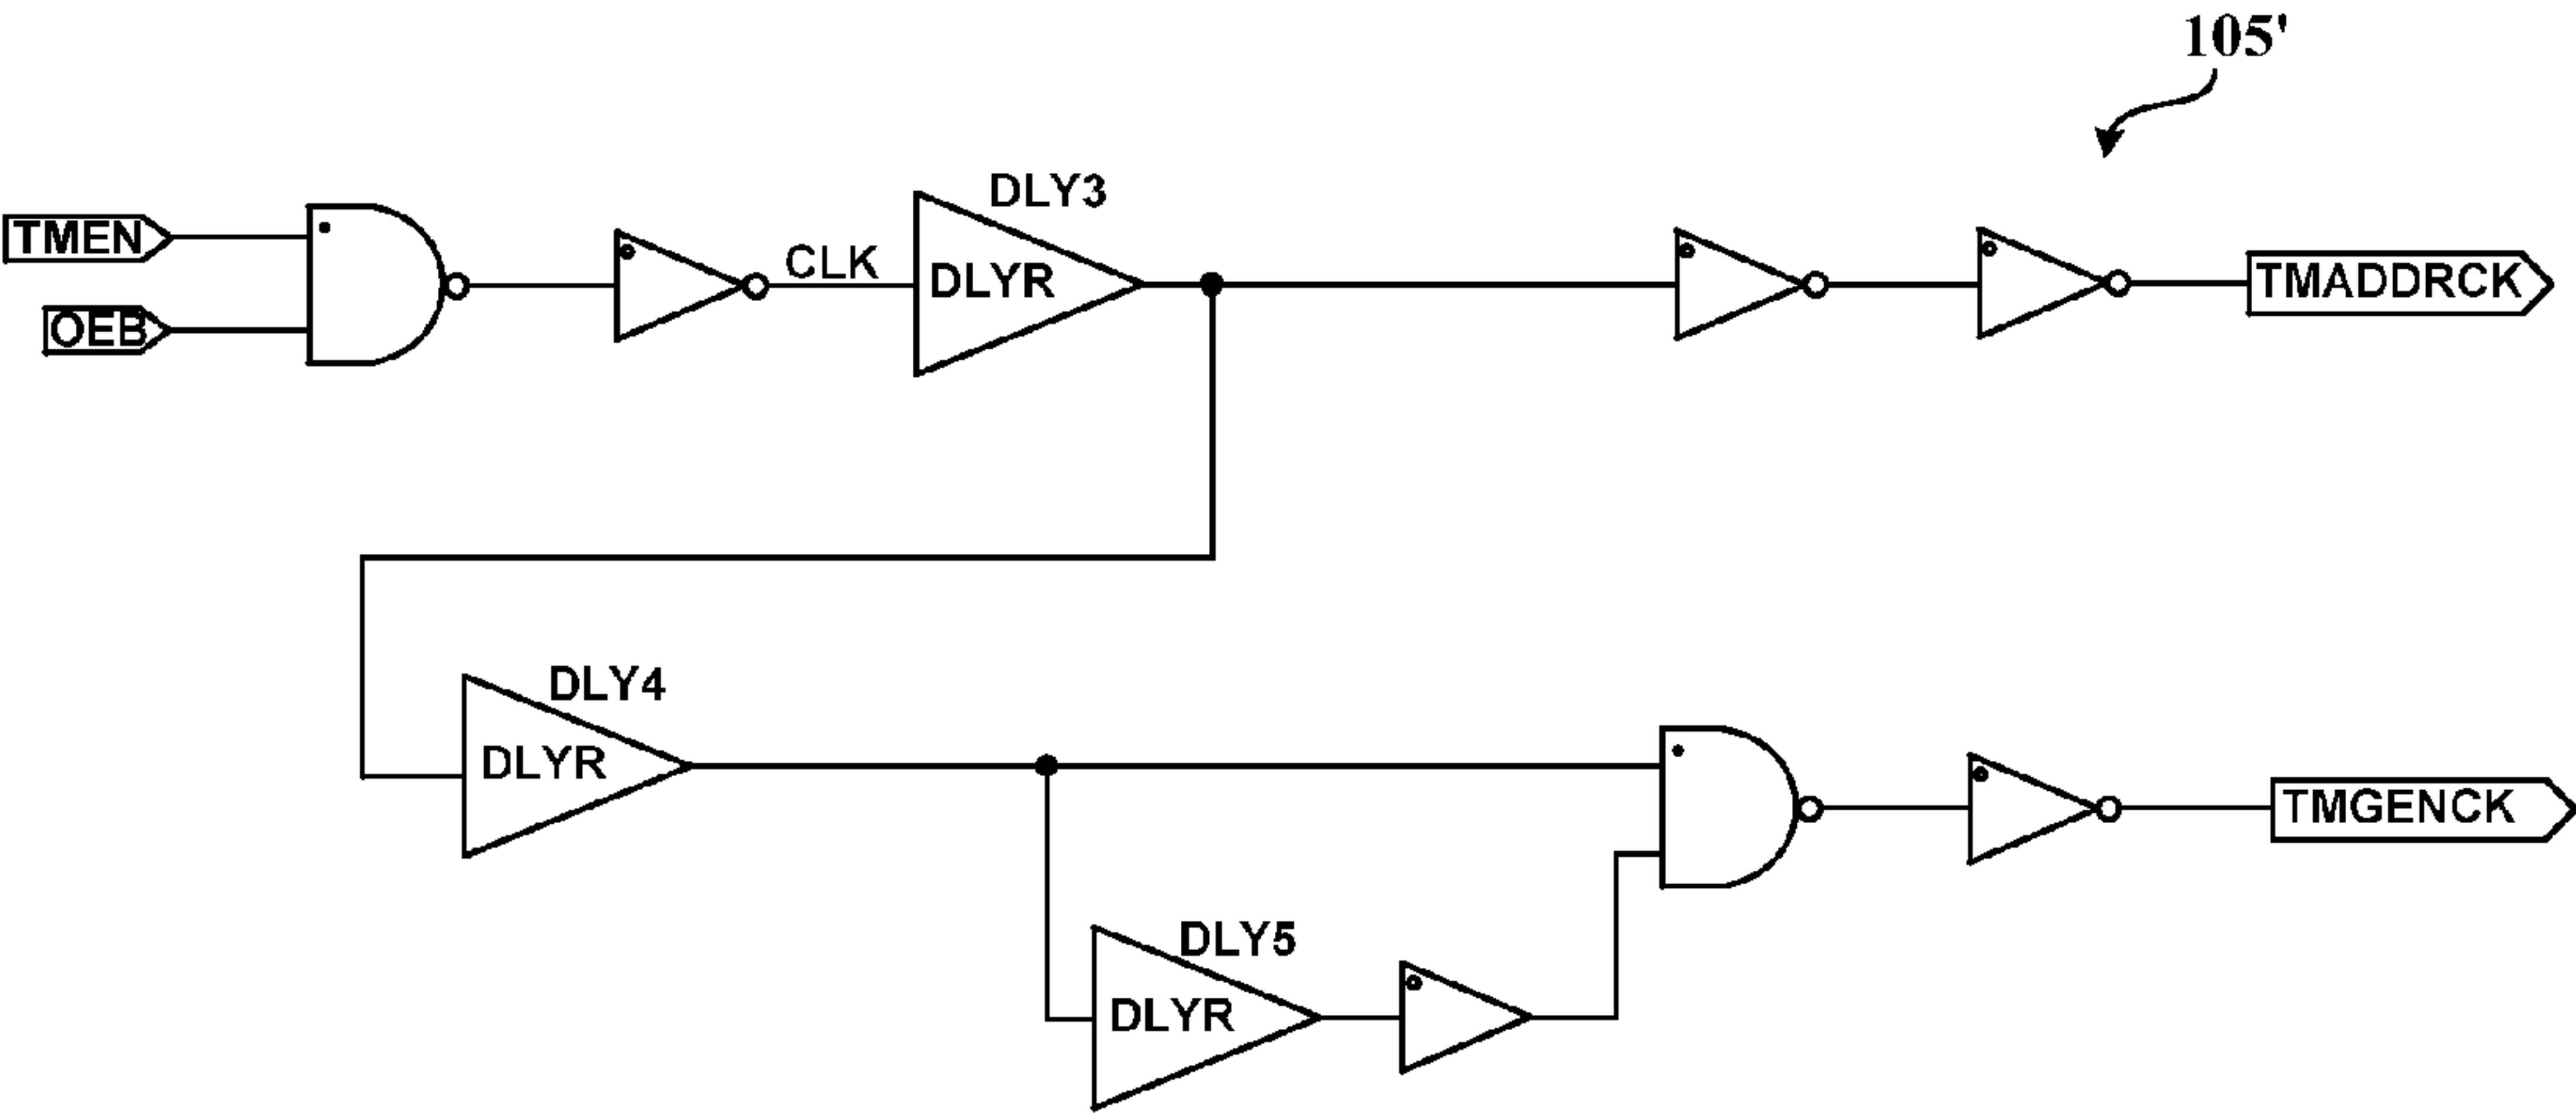 105'
DLY3
TMEN
CLK
DLYR
TMADDRCK
OEB
DLY4
DLYR
TMGENCK
DLY5
DLYR